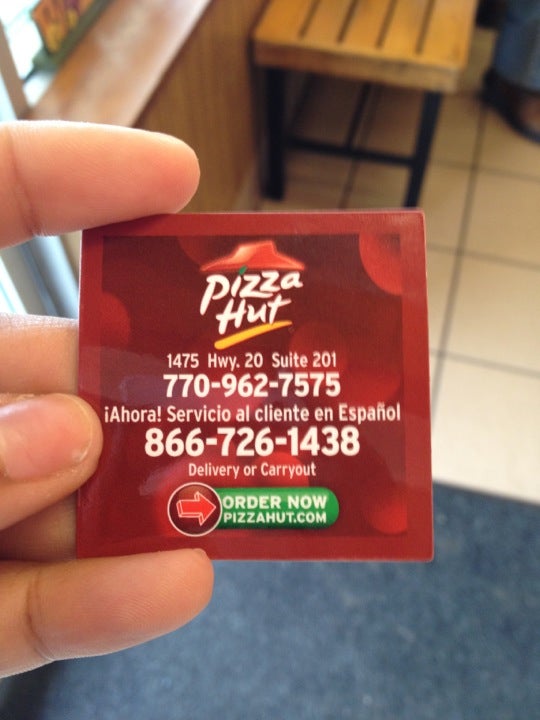 Pizza
Hut
1475 Hwy. 20 Suite 201
770-962-7575
¡Ahora! Servicio al cliente en Español
866-726-1438
Delivery or Carryout
ORDER NOW
PIZZAHUT.COM